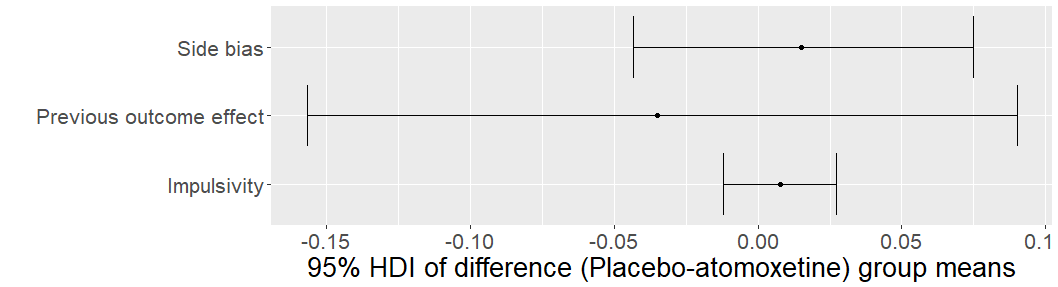 Side bias
Previous outcome effect
Impulsivity
-0.15 -0.10 -0.05 0.00 0.05 0.1
95% HDI of difference (Placebo-atomoxetine) group means